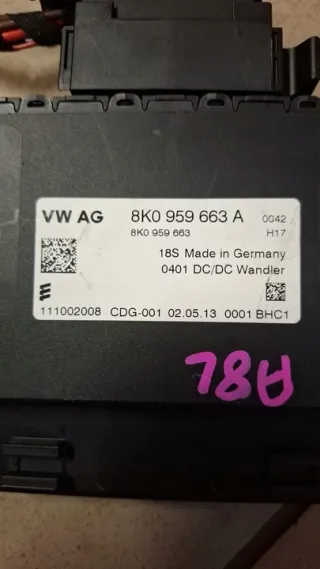 VW AG 8K0 959 663 A 0042
8K0 959 663 H17
18S Made in Germany
0401 DC/DC Wandler
111002008 CDG-001 02.05.13 0001 BHC1
A8L